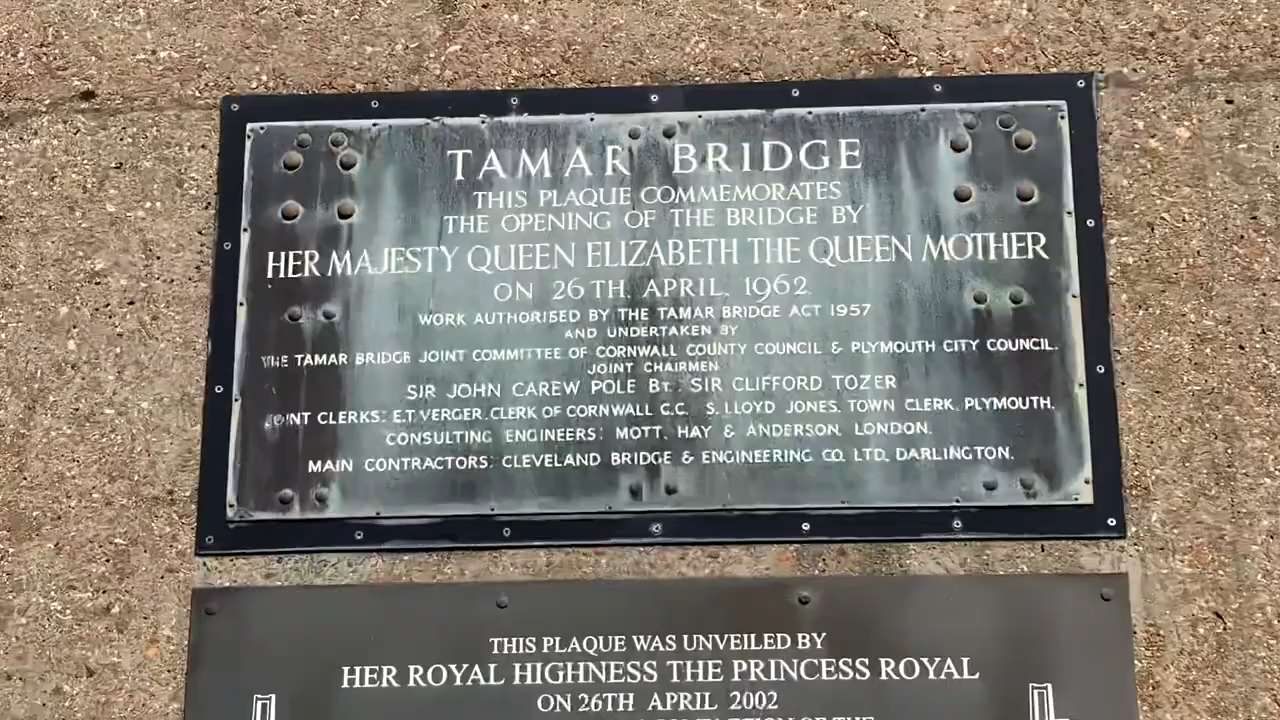 TAMAR BRIDGE
THIS PLAQUE COMMEMORATES
THE OPENING OF THE BRIDGE BY
HER MAJESTY QUEEN ELIZABETH THE QUEEN MOTHER
ON 26TH. APRIL. 1962.
WORK AUTHORISED BY THE TAMAR BRIDGE ACT 1957
AND UNDERTAKEN BY
THE TAMAR BRIDGE JOINT COMMITTEE OF CORNWALL COUNTY COUNCIL & PLYMOUTH CITY COUNCIL.
JOINT CHAIRMEN
SIR JOHN CAREW POLE BT. SIR CLIFFORD TOZER
JOINT CLERKS: E.T. VERGER. CLERK OF CORNWALL C.C. S. LLOYD JONES. TOWN CLERK. PLYMOUTH.
CONSULTING ENGINEERS: MOTT, HAY & ANDERSON, LONDON.
MAIN CONTRACTORS: CLEVELAND BRIDGE & ENGINEERING CO. LTD. DARLINGTON.
THIS PLAQUE WAS UNVEILED BY
HER ROYAL HIGHNESS THE PRINCESS ROYAL
ON 26TH APRIL 2002